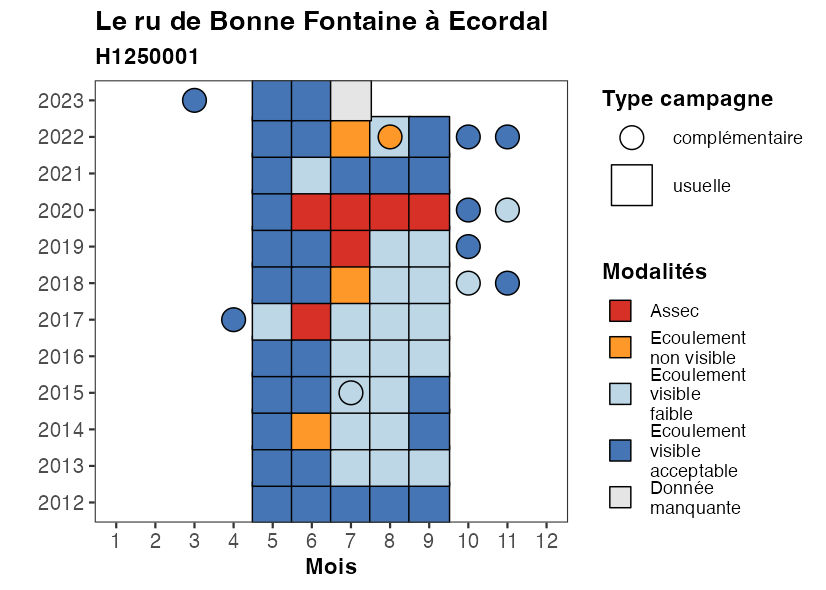 Le ru de Bonne Fontaine à Ecordal
H1250001
2023
2022
2021
2020
2019
2018
2017
2016
2015
2014
2013
2012
1 2 3 4 5 6 7 8 9 10 11 12
Mois
Type campagne
complémentaire
usuelle
Modalités
Assec
Ecoulement
non visible
Ecoulement
visible
faible
Ecoulement
visible
acceptable
Donnée
manquante